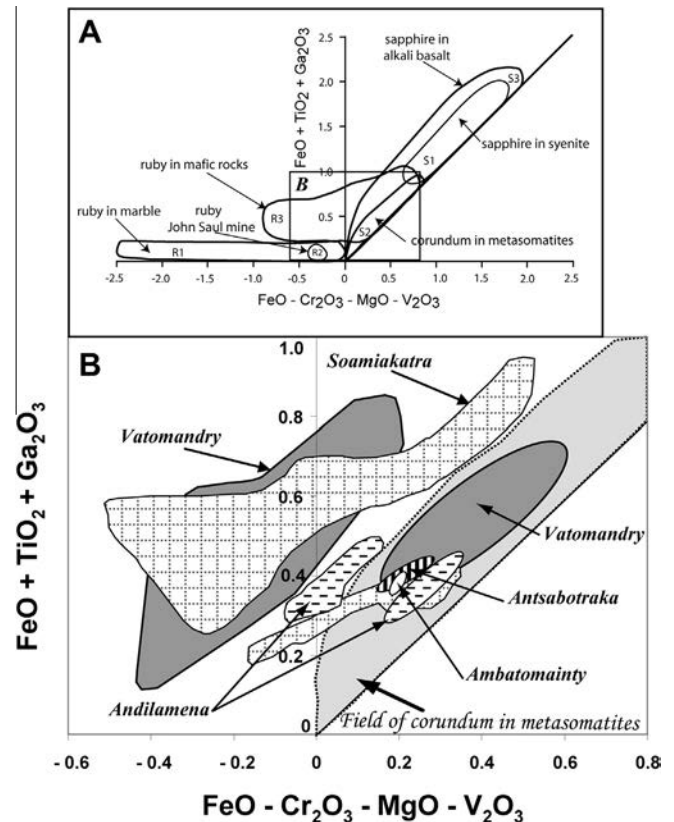 A
FeO + TiO₂ + Ga₂O₃
2.5
2.0
1.5
1.0
0.5
0
sapphire in
alkali basalt
S3
sapphire in syenite
S1
ruby in mafic rocks
B
R3
ruby
John Saul mine
ruby in marble
R1
R2
S2
corundum in
metasomatites
-2.5 -2.0 -1.5 -1.0 -0.5 0 0.5 1.0 1.5 2.0 2.5
FeO - Cr₂O₃ - MgO - V₂O₃
B
FeO + TiO₂ + Ga₂O₃
1.0
0.8
0.6
0.4
0.2
0
Soamiakatra
Vatomandry
Vatomandry
Antsabotraka
Ambatomainty
Andilamena
Field of corundum in metasomatites
- 0.6 - 0.4 - 0.2 0 0.2 0.4 0.6 0.8
FeO - Cr₂O₃ - MgO - V₂O₃